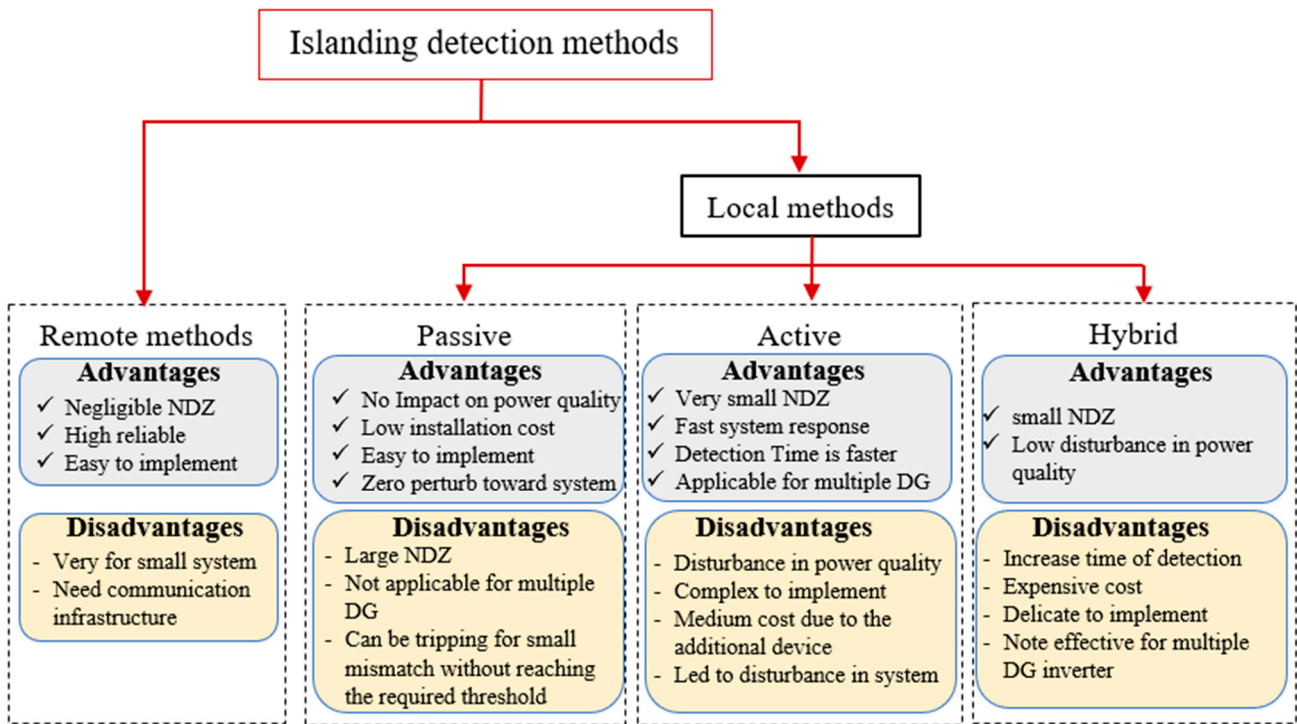 Islanding detection methods
Local methods
Remote methods
Advantages
✓ Negligible NDZ
✓ High reliable
✓ Easy to implement
Disadvantages
- Very for small system
- Need communication
infrastructure
Passive
Advantages
✓ No Impact on power quality
✓ Low installation cost
✓ Easy to implement
✓ Zero perturb toward system
Disadvantages
- Large NDZ
- Not applicable for multiple
DG
- Can be tripping for small
mismatch without reaching
the required threshold
Active
Advantages
✓ Very small NDZ
✓ Fast system response
✓ Detection Time is faster
✓ Applicable for multiple DG
Disadvantages
- Disturbance in power quality
- Complex to implement
- Medium cost due to the
additional device
- Led to disturbance in system
Hybrid
Advantages
✓ small NDZ
✓ Low disturbance in power
quality
Disadvantages
- Increase time of detection
- Expensive cost
- Delicate to implement
- Note effective for multiple
DG inverter